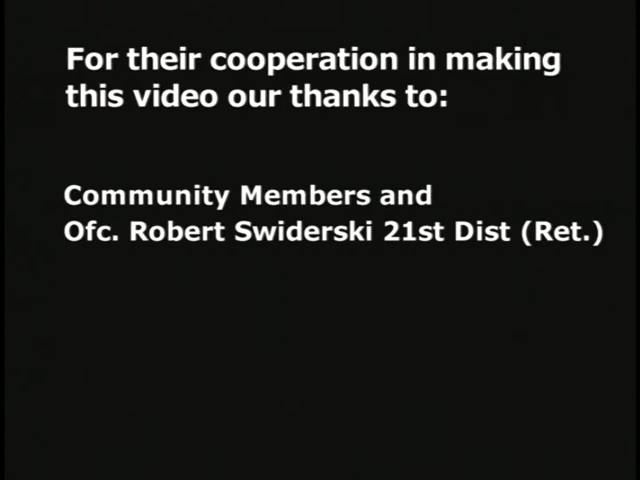 For their cooperation in making
this video our thanks to:
Community Members and
Ofc. Robert Swiderski 21st Dist (Ret.)